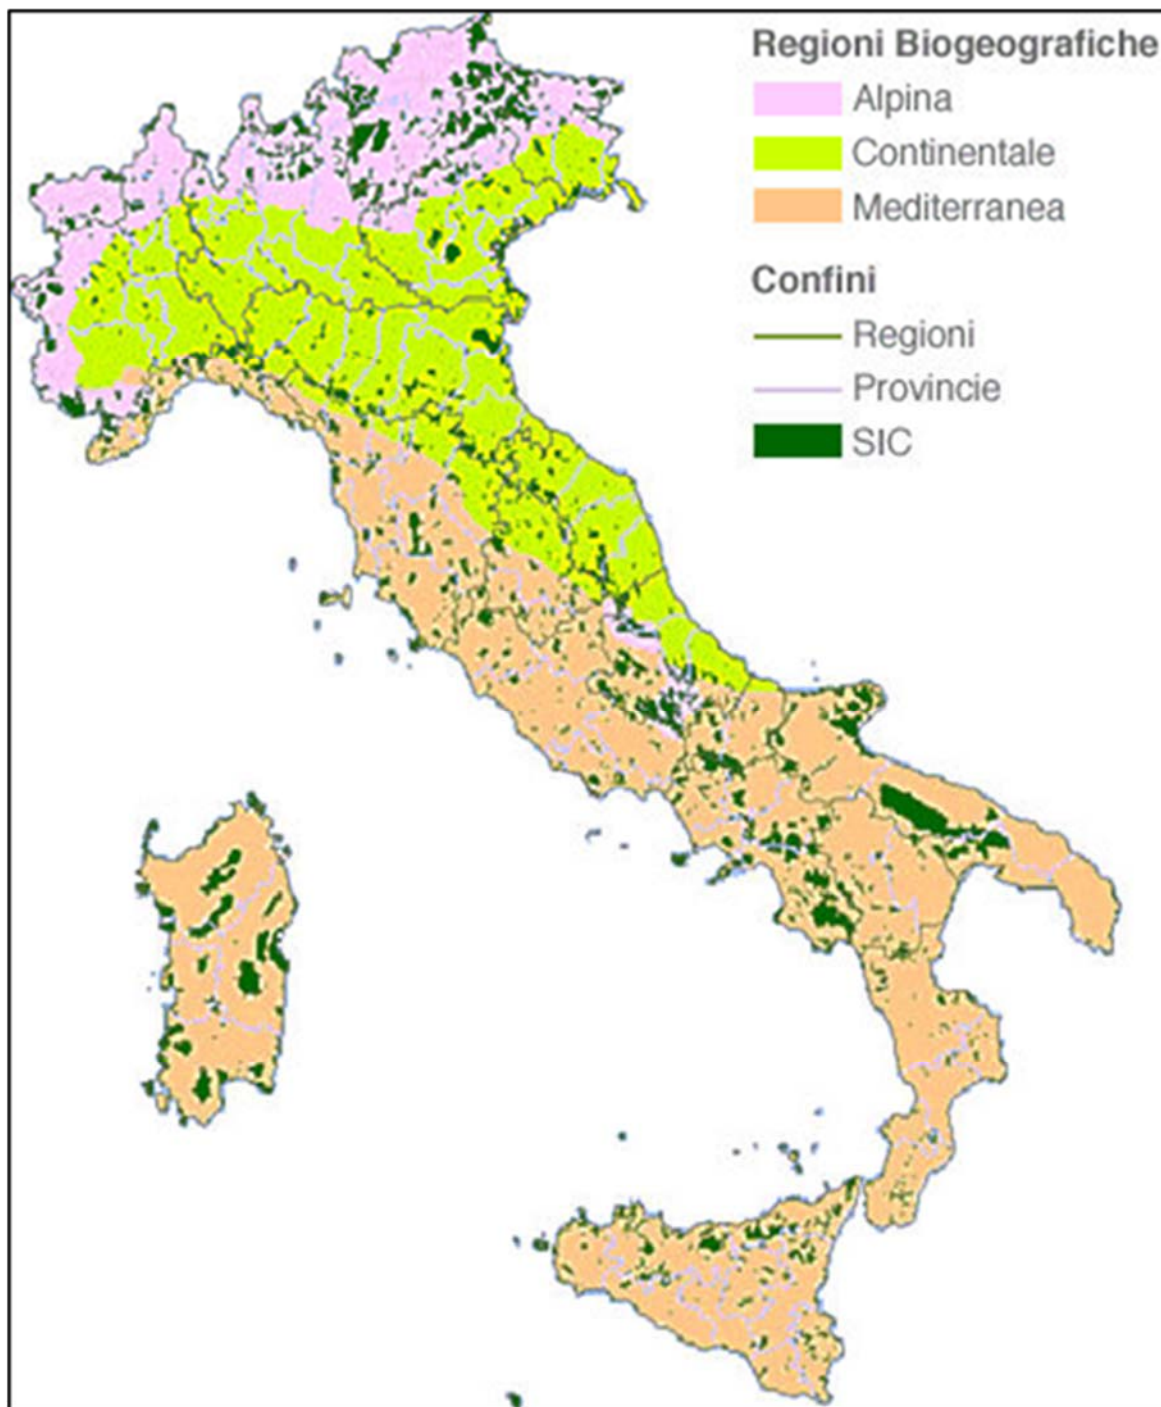 Regioni Biogeografiche
Alpina
Continentale
Mediterranea
Confini
Regioni
Provincie
SIC